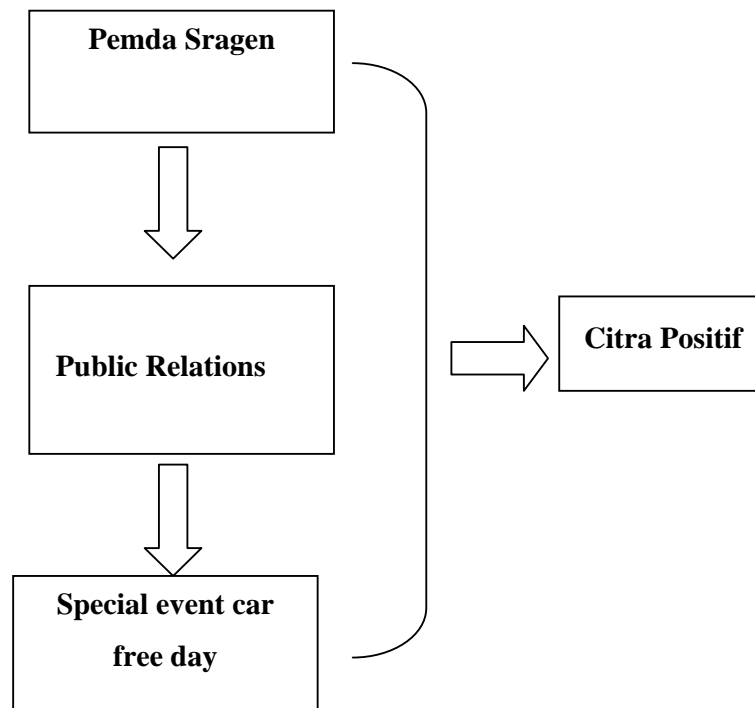 Pemda Sragen
Public Relations
Citra Positif
Special event car
free day